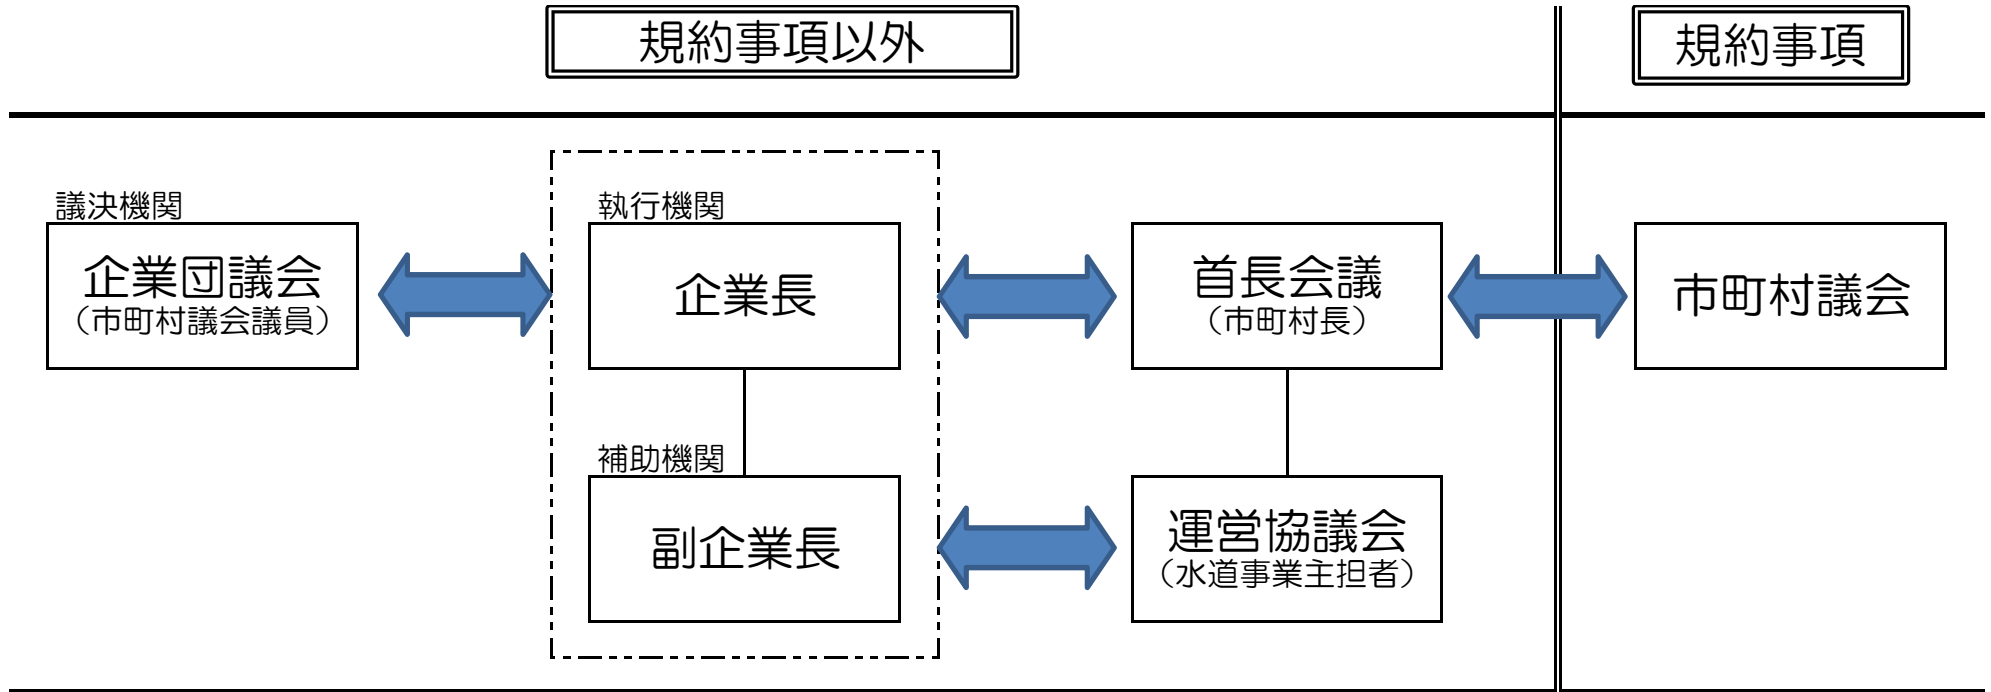 規約事項以外
規約事項
議決機関
企業団議会
（市町村議会議員）
執行機関
企業長
首長会議
（市町村長）
市町村議会
補助機関
副企業長
運営協議会
（水道事業主担者）